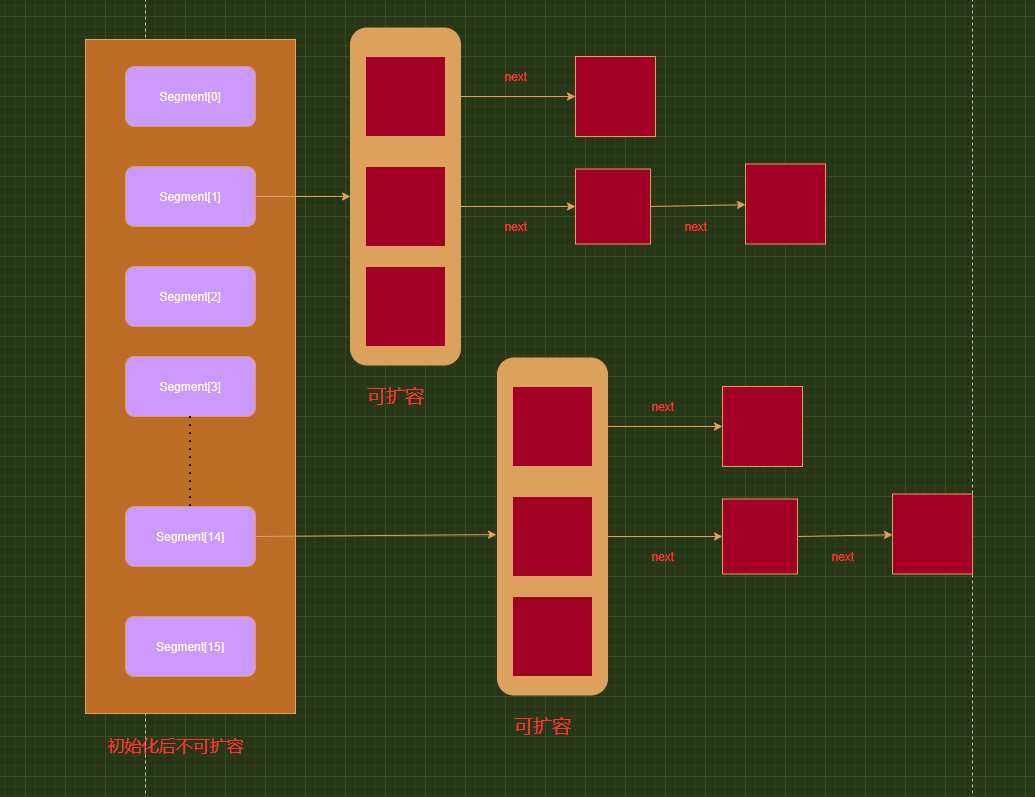 Segment[0]
next
Segment[1]
next
next
Segment[2]
Segment[3]
可扩容
next
Segment[14]
next
next
Segment[15]
可扩容
初始化后不可扩容